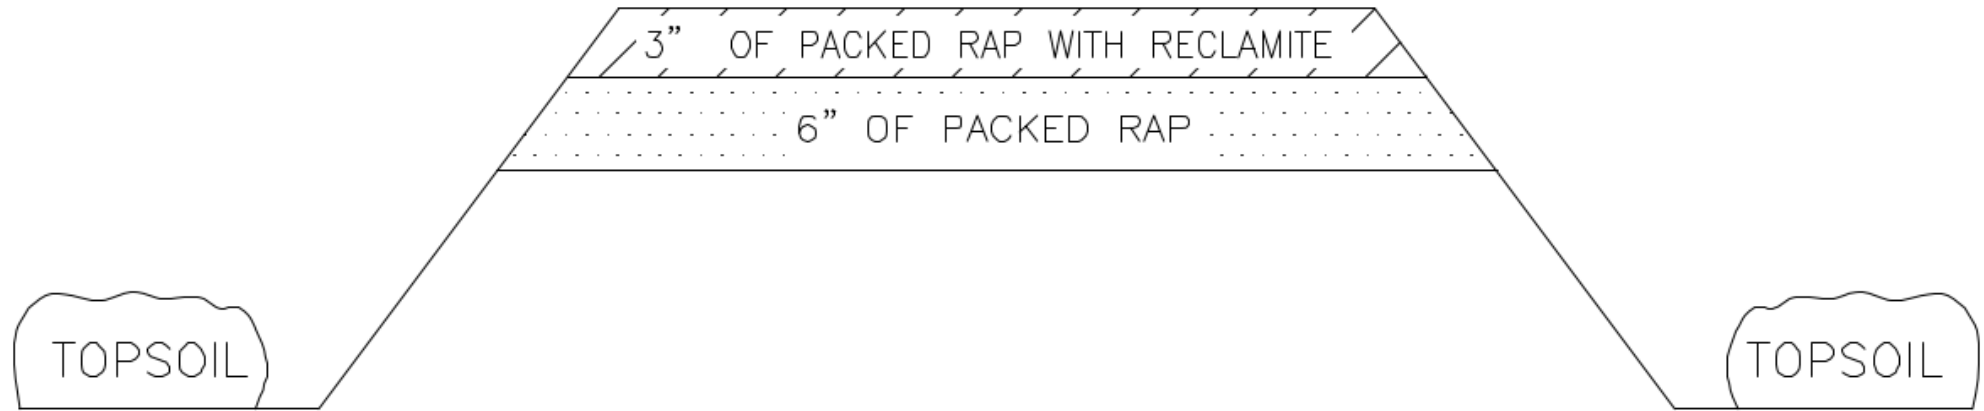 3” OF PACKED RAP WITH RECLAMITE
6” OF PACKED RAP
TOPSOIL
TOPSOIL